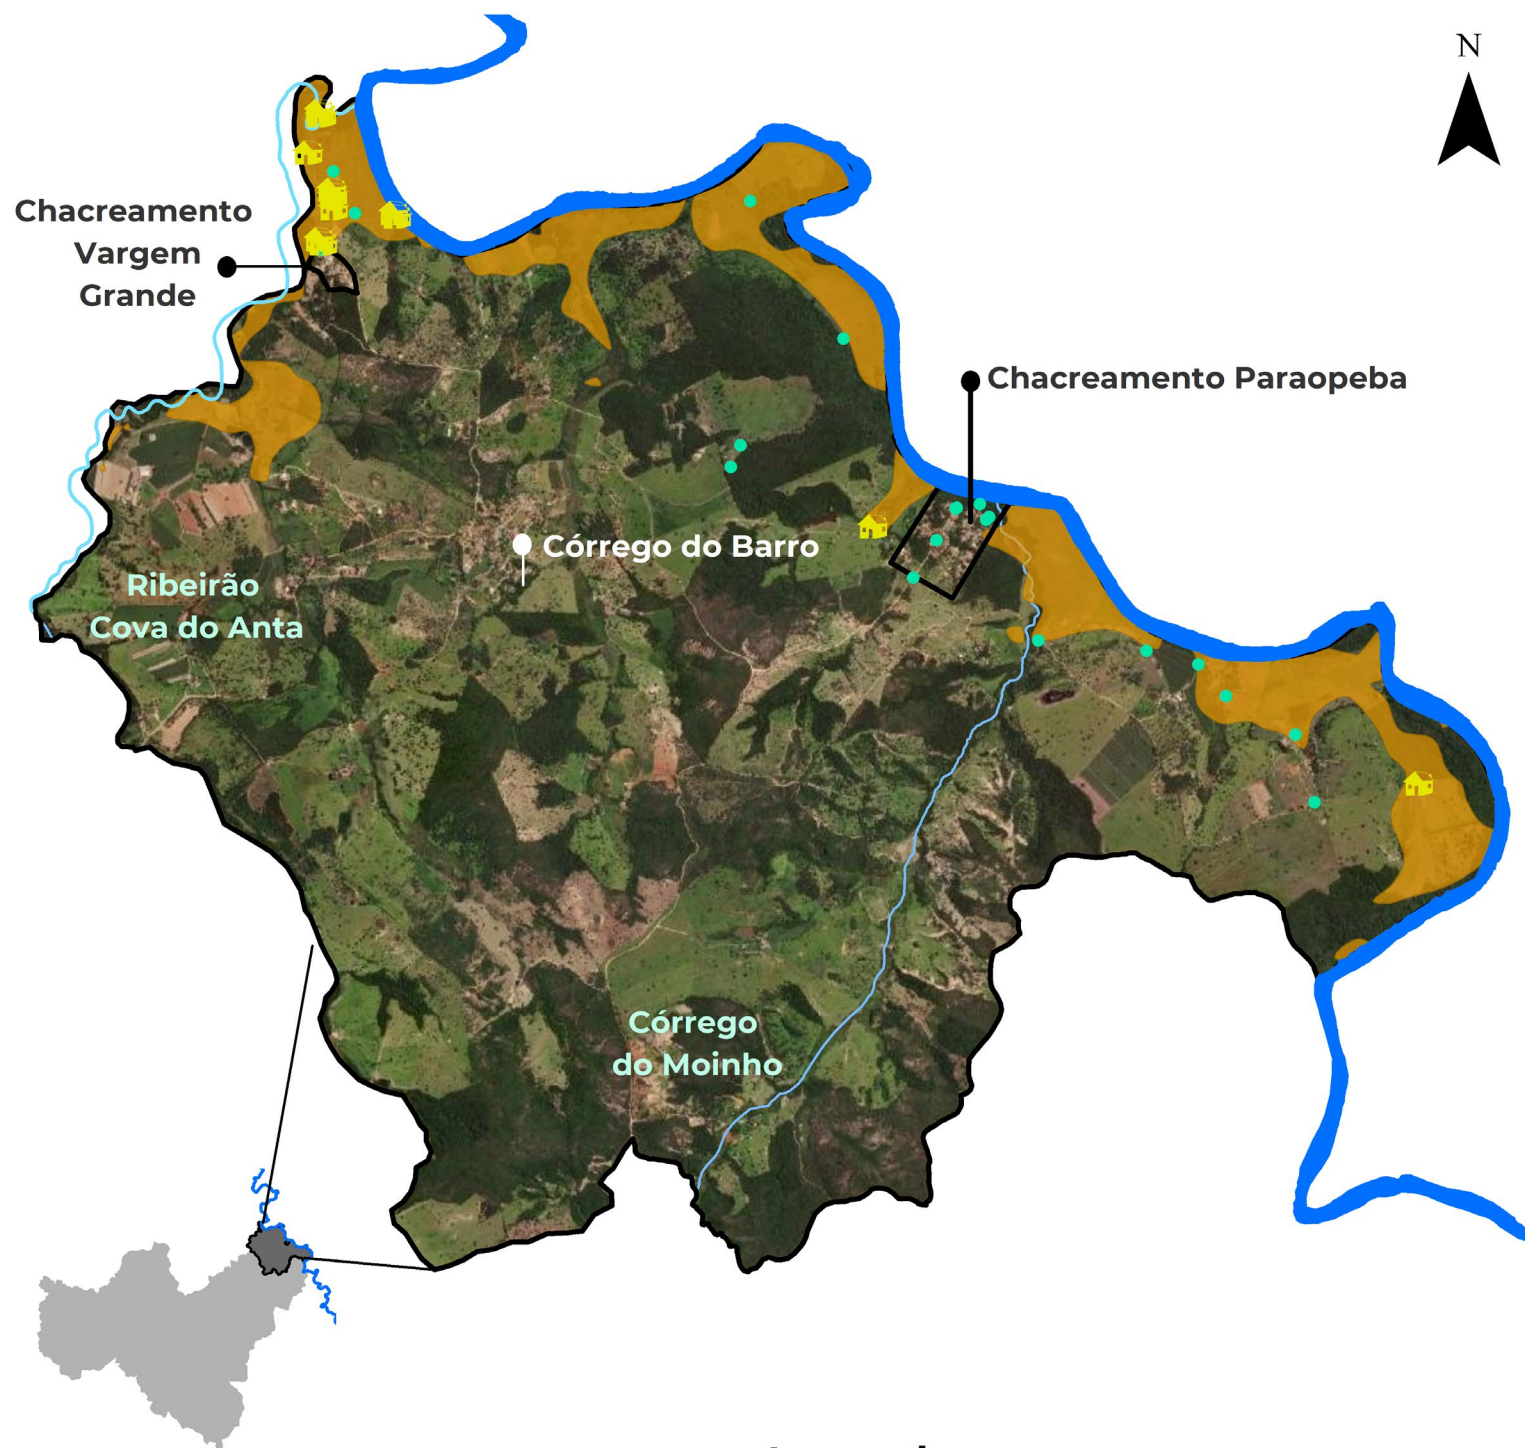 N
Chacreamento
Vargem
Grande
Chacreamento Paraopeba
Córrego do Barro
Ribeirão
Cova do Anta
Córrego
do Moinho